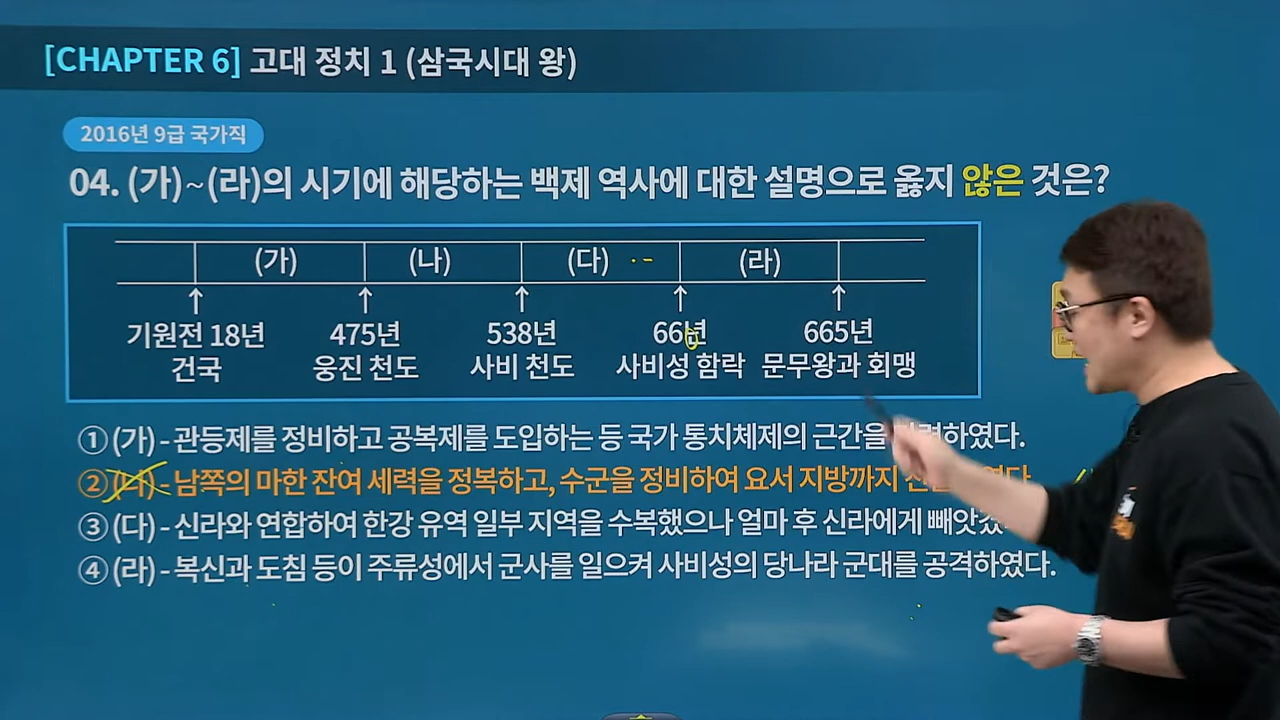 [CHAPTER 6] 고대 정치 1 (삼국시대 왕)
2016년 9급 국가직
04. (가)~(라)의 시기에 해당하는 백제 역사에 대한 설명으로 옳지 않은 것은?
(가) (나) (다) (라)
기원전 18년 475년 538년 66년 665년
건국 웅진 천도 사비 천도 사비성 함락 문무왕과 회맹
① (가) - 관등제를 정비하고 공복제를 도입하는 등 국가 통치체제의 근간을 하였다.
② (나) - 남쪽의 마한 잔여 세력을 정복하고, 수군을 정비하여 요서 지방까지
③ (다) - 신라와 연합하여 한강 유역 일부 지역을 수복했으나 얼마 후 신라에게
④ (라) - 복신과 도침 등이 주류성에서 군사를 일으켜 사비성의 당나라 군대를 공격하였다.